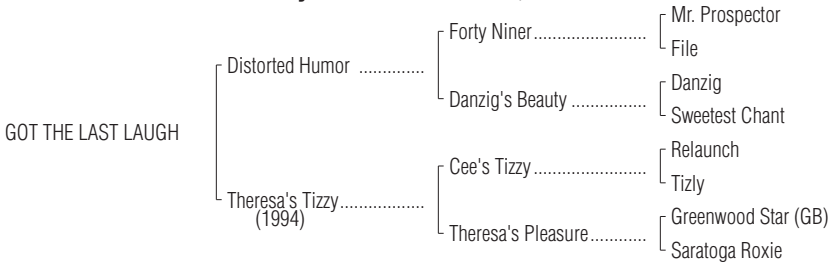 Mr. Prospector
Forty Niner.......................
File
Distorted Humor ..............
Danzig
Danzig's Beauty ................
Sweetest Chant
GOT THE LAST LAUGH
Relaunch
Cee's Tizzy .......................
Tizly
Theresa's Tizzy.................
(1994)
Greenwood Star (GB)
Theresa's Pleasure............
Saratoga Roxie